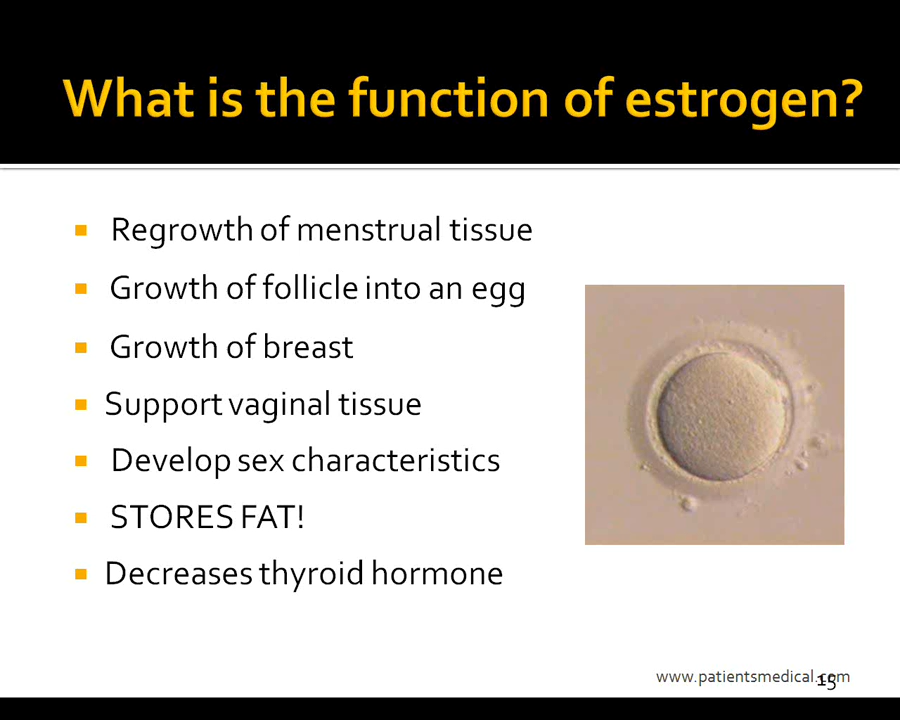 What is the function of estrogen?
Regrowth of menstrual tissue
Growth of follicle into an egg
Growth of breast
Support vaginal tissue
Develop sex characteristics
STORES FAT!
Decreases thyroid hormone
www.patientsmedical.com
15